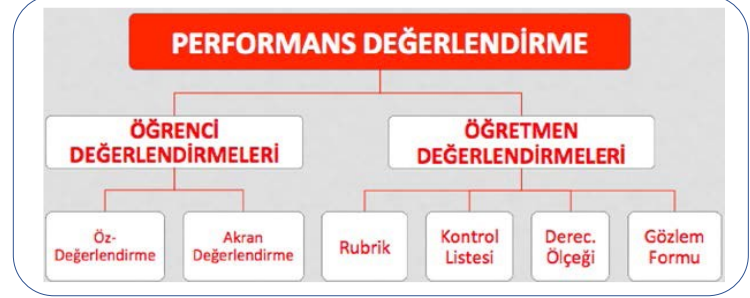 PERFORMANS DEĞERLENDİRME
ÖĞRENCİ
DEĞERLENDİRMELERİ
ÖĞRETMEN
DEĞERLENDİRMELERİ
Öz-
Değerlendirme
Akran
Değerlendirme
Rubrik
Kontrol
Listesi
Derec.
Ölçeği
Gözlem
Formu